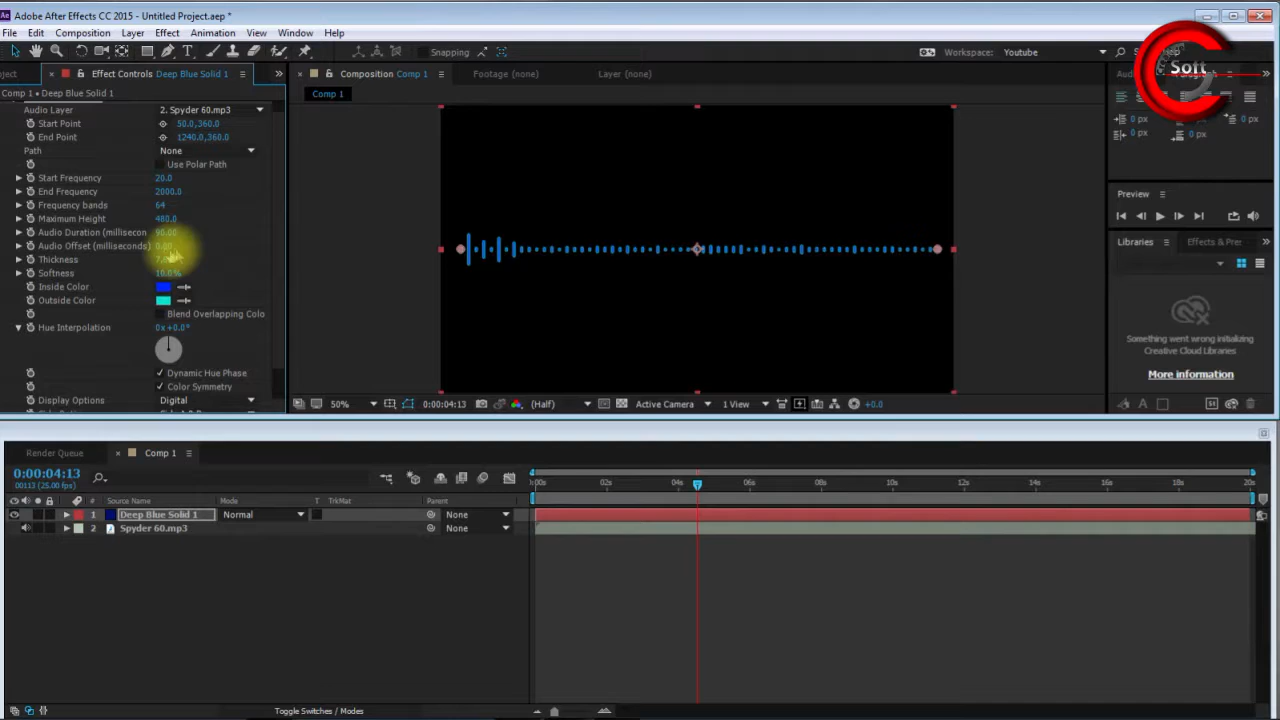 Adobe After Effects CC 2015 - Untitled Project.aep *
File Edit Composition Layer Effect Animation View Window Help
Snapping
Workspace: Youtube
Soft
Effect Controls Deep Blue Solid 1
Composition Comp 1
Footage (none)
Layer (none)
Comp 1 • Deep Blue Solid 1
Comp 1
Audio Layer 2. Spyder 60.mp3
Start Point 50.0,360.0
End Point 1240.0,360.0
Path None
Use Polar Path
Start Frequency 20.0
End Frequency 2000.0
Frequency bands 64
Maximum Height 480.0
Audio Duration (millisecon 90.00
Audio Offset (milliseconds) 0.00
Thickness
Softness 10.0%
Inside Color
Outside Color
Blend Overlapping Colo
Hue Interpolation 0x +0.0°
Dynamic Hue Phase
Color Symmetry
Display Options Digital
50%
0:00:04:13
(Half)
Active Camera
1 View
+0.0
0 px
0 px
0 px
0 px
Preview
Libraries
Effects & Pre
Something went wrong initializing
Creative Cloud Libraries
More information
Render Queue
Comp 1
0:00:04:13
00113 (25.00 fps)
# Source Name Mode T TrkMat Parent
1 Deep Blue Solid 1 Normal None
2 Spyder 60.mp3 None
:00s 02s 04s 06s 08s 10s 12s 14s 16s 18s 20s
Toggle Switches / Modes